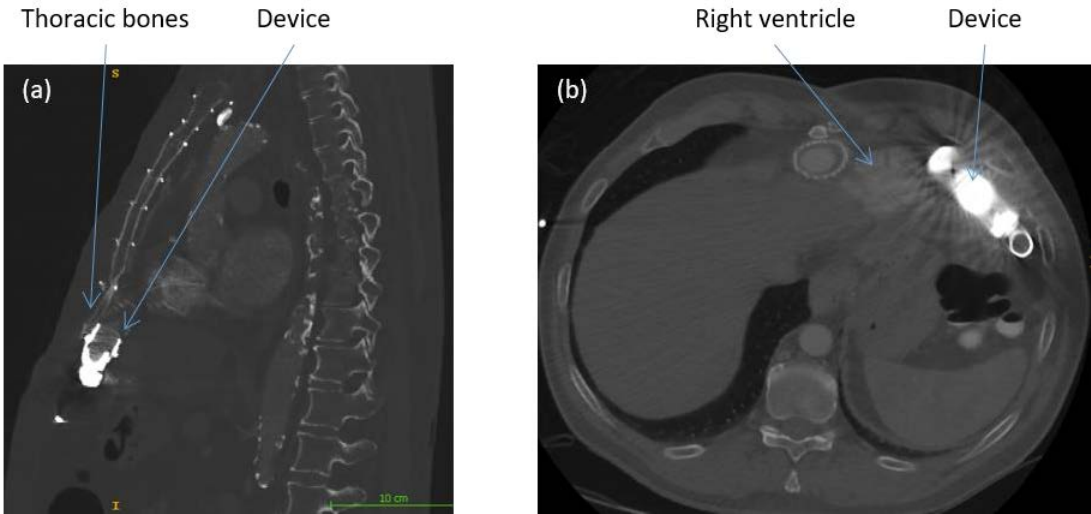 Thoracic bones
Device
Right ventricle
Device
(a)
S
(b)
10 cm
I